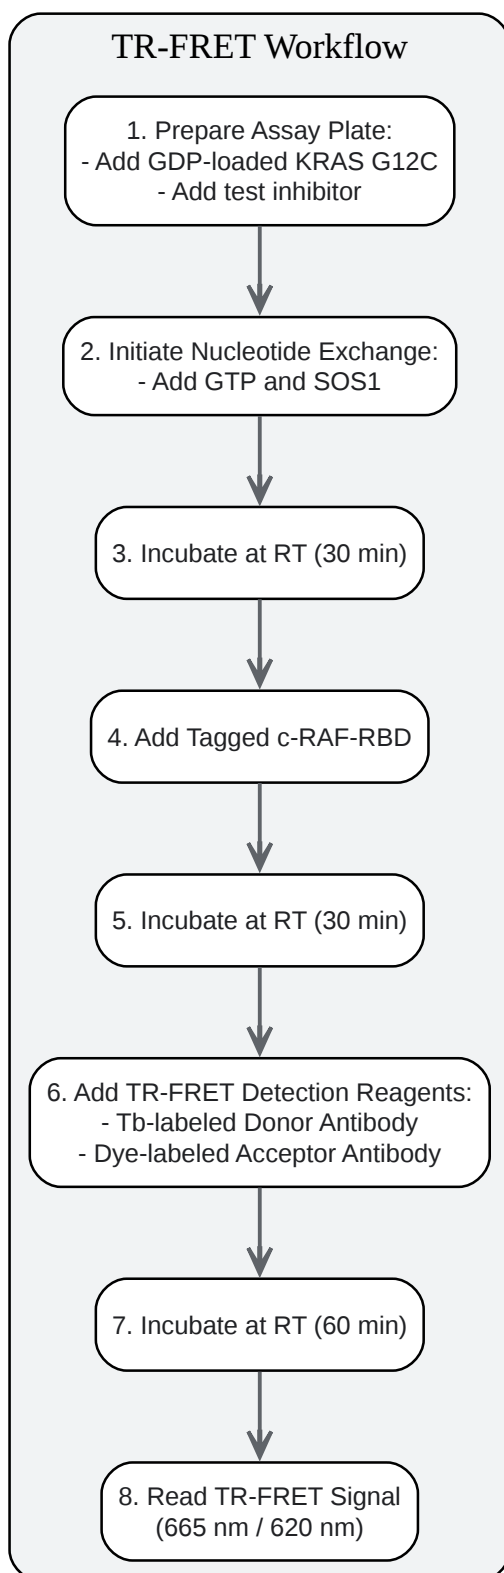 TR-FRET Workflow
1. Prepare Assay Plate:
- Add GDP-loaded KRAS G12C
- Add test inhibitor
2. Initiate Nucleotide Exchange:
- Add GTP and SOS1
3. Incubate at RT (30 min)
4. Add Tagged c-RAF-RBD
5. Incubate at RT (30 min)
6. Add TR-FRET Detection Reagents:
- Tb-labeled Donor Antibody
- Dye-labeled Acceptor Antibody
7. Incubate at RT (60 min)
8. Read TR-FRET Signal
(665 nm / 620 nm)